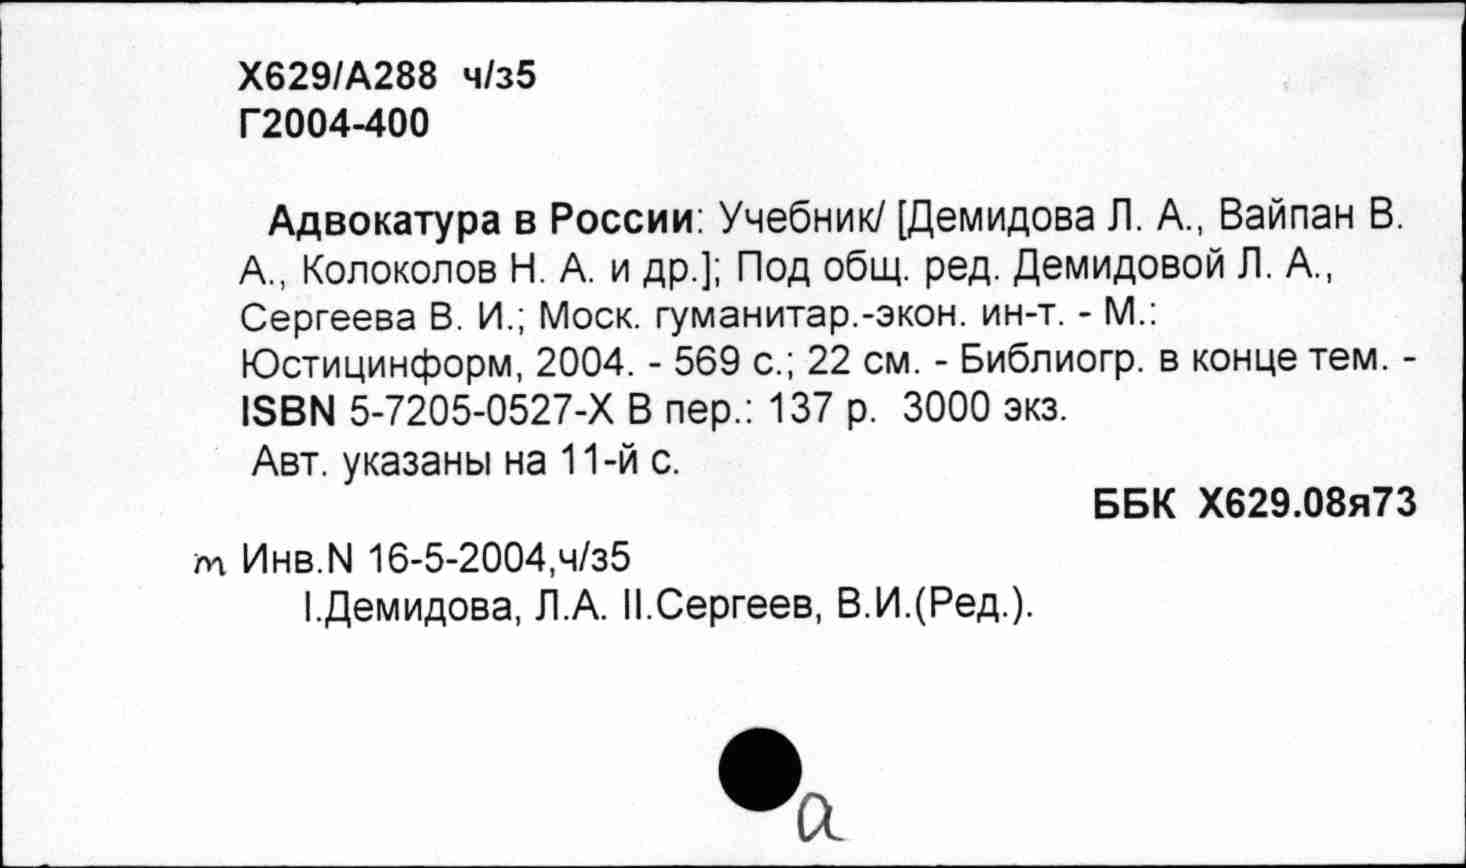 Х629/А288 ч/з5
Г2004-400
Адвокатура в России: Учебник/ [Демидова Л. А., Вайпан В.
А., Колоколов Н. А. и др.]; Под общ. ред. Демидовой Л. А.,
Сергеева В. И.; Моск. гуманитар.-экон. ин-т. - М.:
Юстицинформ, 2004. - 569 с.; 22 см. - Библиогр. в конце тем. -
ISBN 5-7205-0527-X В пер.: 137 р. 3000 экз.
Авт. указаны на 11-й с.
ББК Х629.08я73
т Инв.N 16-5-2004,ч/з5
I.Демидова, Л.А. II.Сергеев, В.И.(Ред.).
а